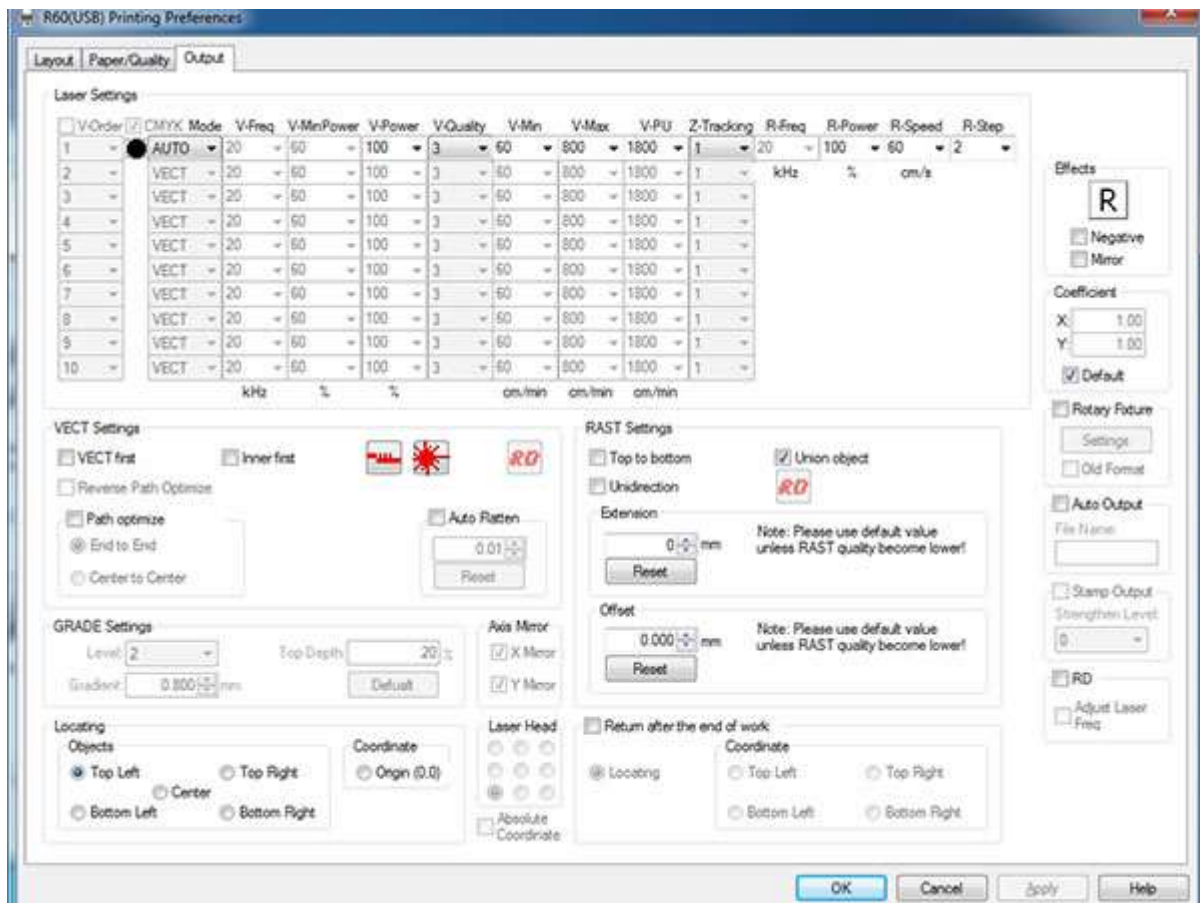 R60(USB) Printing Preferences
Layout Paper/Quality Output
Laser Settings
V-Order CMYK Mode V-Freq V-MinPower V-Power V-Quality V-Min V-Max V-PU Z-Tracking R-Freq R-Power R-Speed R-Step
1 AUTO 20 60 100 3 60 800 1800 1 20 100 60 2
2 VECT 20 60 100 3 60 800 1800 1 kHz % cm/s
3 VECT 20 60 100 3 60 800 1800 1
4 VECT 20 60 100 3 60 800 1800 1
5 VECT 20 60 100 3 60 800 1800 1
6 VECT 20 60 100 3 60 800 1800 1
7 VECT 20 60 100 3 60 800 1800 1
8 VECT 20 60 100 3 60 800 1800 1
9 VECT 20 60 100 3 60 800 1800 1
10 VECT 20 60 100 3 60 800 1800 1
kHz % % cm/min cm/min cm/min
Effects
R
Negative
Mirror
Coefficient
X: 1.00
Y: 1.00
Default
Rotary Fixture
Settings
Old Format
Auto Output
File Name
Stamp Output
Strengthen Level:
0
RD
Adjust Laser
Freq
VECT Settings
VECT first Inner first RD
Reverse Path Optimize
Path optimize
End to End
Center to Center
Auto Flatten
0.01
Reset
RAST Settings
Top to bottom Union object
Unidirection RD
Extension
0 mm
Reset
Note: Please use default value
unless RAST quality become lower!
Offset
0.000 mm
Reset
Note: Please use default value
unless RAST quality become lower!
GRADE Settings
Level: 2 Top Depth: 20 %
Gradient: 0.800 mm Default
Axis Mirror
X Mirror
Y Mirror
Locating
Objects
Top Left Top Right
Center
Bottom Left Bottom Right
Coordinate
Origin (0.0)
Laser Head
Absolute
Coordinate
Return after the end of work
Locating
Coordinate
Top Left Top Right
Bottom Left Bottom Right
OK Cancel Apply Help